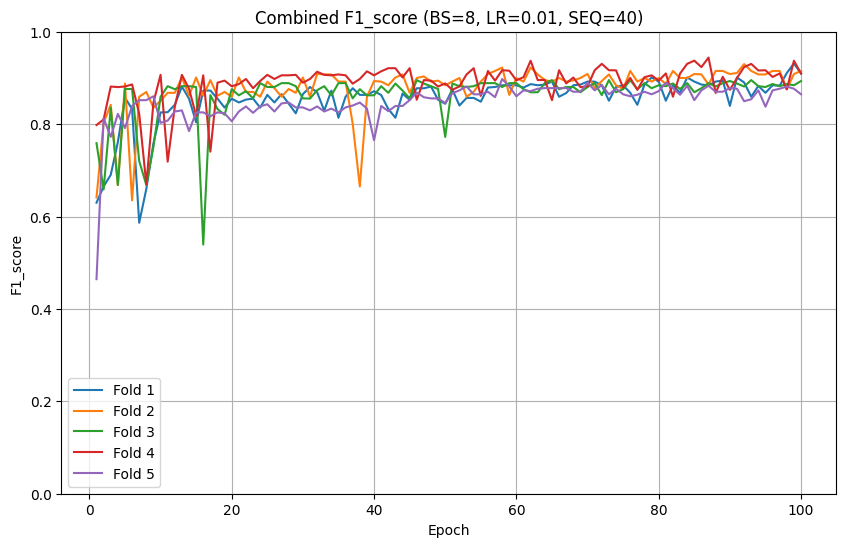 Combined F1_score (BS=8, LR=0.01, SEQ=40)
F1_score
1.0
0.8
0.6
0.4
0.2
0.0
Fold 1
Fold 2
Fold 3
Fold 4
Fold 5
0 20 40 60 80 100
Epoch